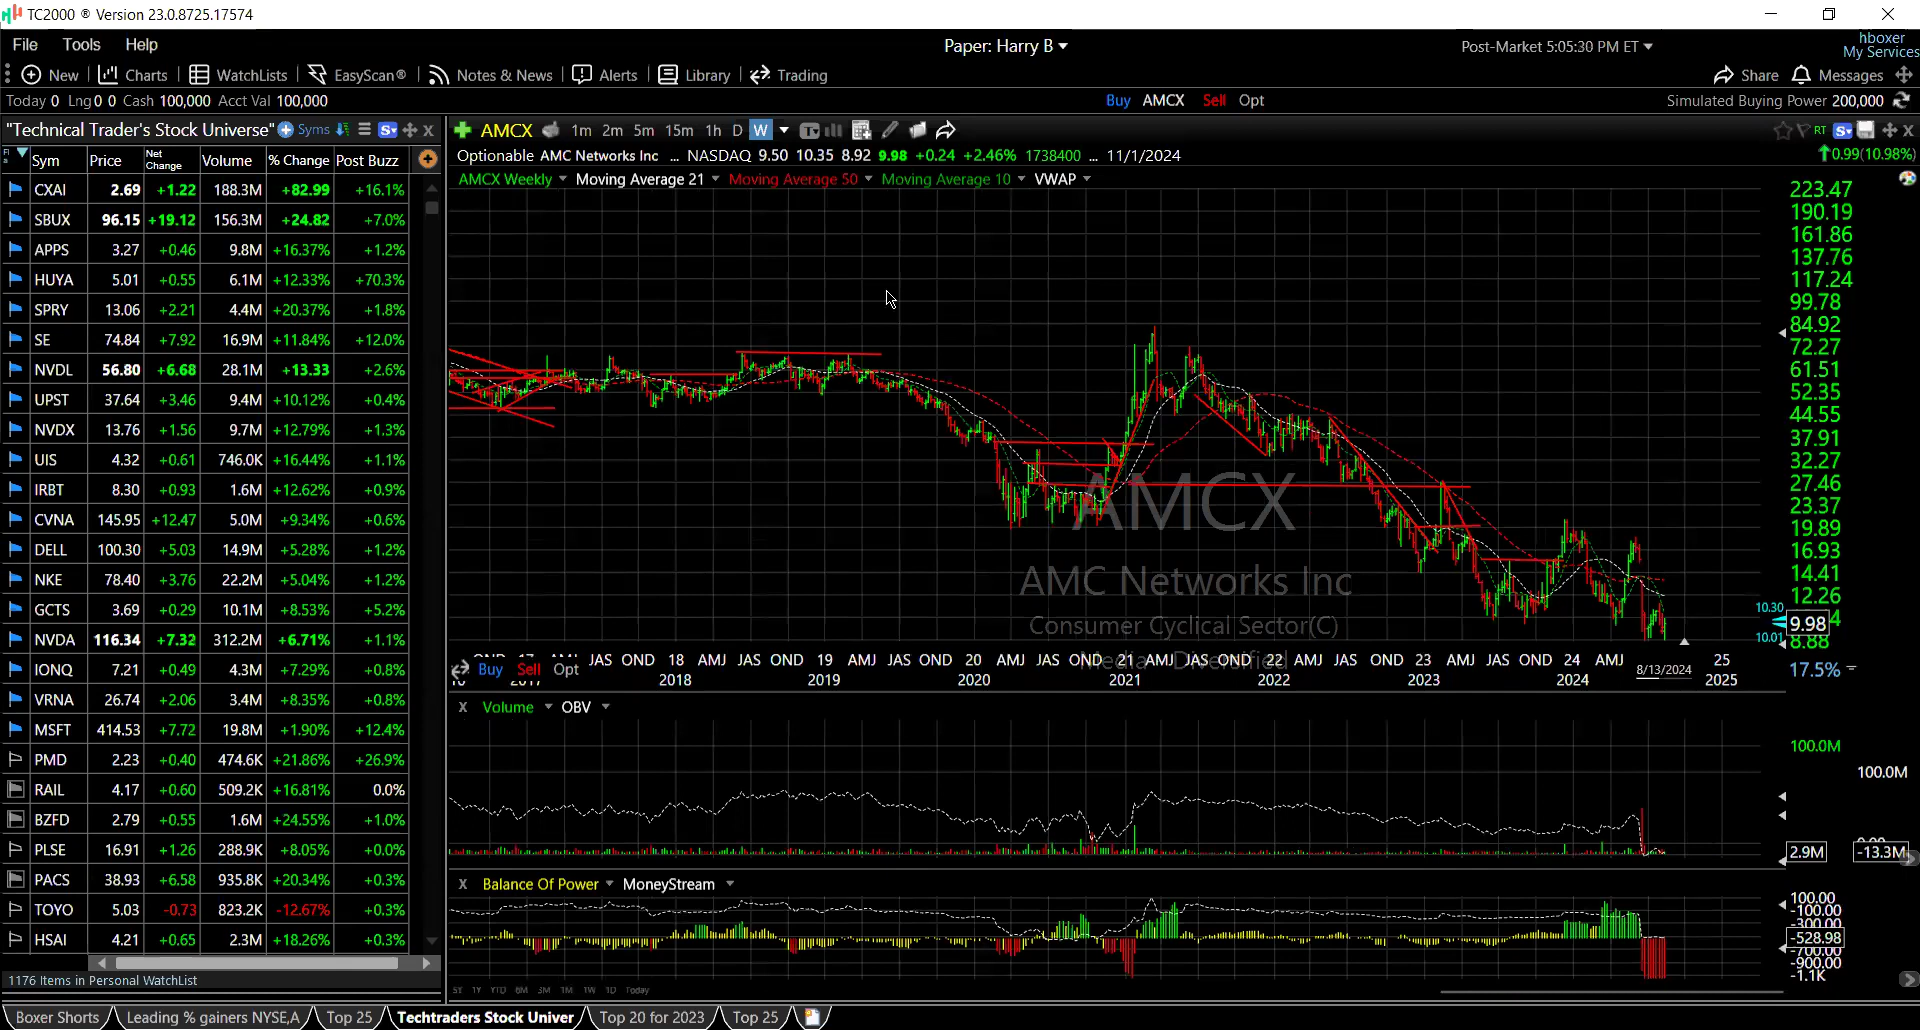 TC2000 ® Version 23.0.8725.17574
File Tools Help
Paper: Harry B
Post-Market 5:05:30 PM ET
hboxer
My Services
New Charts WatchLists EasyScan® Notes & News Alerts Library Trading
Share Messages
Today 0 Lng 0 0 Cash 100,000 Acct Val 100,000
Buy AMCX Sell Opt
Simulated Buying Power 200,000
"Technical Trader's Stock Universe" Syms
AMCX 1m 2m 5m 15m 1h D W
RT
Optionable AMC Networks Inc ... NASDAQ 9.50 10.35 8.92 9.98 +0.24 +2.46% 1738400 ... 11/1/2024
0.99(10.98%)
AMCX Weekly Moving Average 21 Moving Average 50 Moving Average 10 VWAP
Sym Price Net Change Volume % Change Post Buzz
CXAI 2.69 +1.22 188.3M +82.99 +16.1%
SBUX 96.15 +19.12 156.3M +24.82 +7.0%
APPS 3.27 +0.46 9.8M +16.37% +1.2%
HUYA 5.01 +0.55 6.1M +12.33% +70.3%
SPRY 13.06 +2.21 4.4M +20.37% +1.8%
SE 74.84 +7.92 16.9M +11.84% +12.0%
NVDL 56.80 +6.68 28.1M +13.33 +2.6%
UPST 37.64 +3.46 9.4M +10.12% +0.4%
NVDX 13.76 +1.56 9.7M +12.79% +1.3%
UIS 4.32 +0.61 746.0K +16.44% +1.1%
IRBT 8.30 +0.93 1.6M +12.62% +0.9%
CVNA 145.95 +12.47 5.0M +9.34% +0.6%
DELL 100.30 +5.03 14.9M +5.28% +1.2%
NKE 78.40 +3.76 22.2M +5.04% +1.2%
GCTS 3.69 +0.29 10.1M +8.53% +5.2%
NVDA 116.34 +7.32 312.2M +6.71% +1.1%
IONQ 7.21 +0.49 4.3M +7.29% +0.8%
VRNA 26.74 +2.06 3.4M +8.35% +0.8%
MSFT 414.53 +7.72 19.8M +1.90% +12.4%
PMD 2.23 +0.40 474.6K +21.86% +26.9%
RAIL 4.17 +0.60 509.2K +16.81% 0.0%
BZFD 2.79 +0.55 1.6M +24.55% +1.0%
PLSE 16.91 +1.26 288.9K +8.05% +0.0%
PACS 38.93 +6.58 935.8K +20.34% +0.3%
TOYO 5.03 -0.73 823.2K -12.67% +0.3%
HSAI 4.21 +0.65 2.3M +18.26% +0.3%
1176 Items in Personal WatchList
223.47
190.19
161.86
137.76
117.24
99.78
84.92
72.27
61.51
52.35
44.55
37.91
32.27
27.46
23.37
19.89
16.93
14.41
12.26
10.30
9.98
10.01
8.88
17.5%
AMCX
AMC Networks Inc
Consumer Cyclical Sector(C)
Media - Diversified
JAS OND 18 AMJ JAS OND 19 AMJ JAS OND 20 AMJ JAS OND 21 AMJ JAS OND 22 AMJ JAS OND 23 AMJ JAS OND 24 AMJ 25
Buy Sell Opt
2017 2018 2019 2020 2021 2022 2023 2024 8/13/2024 2025
X Volume OBV
100.0M
100.0M
2.9M
-13.3M
X Balance Of Power MoneyStream
100.00
-100.00
-300.00
-528.98
-700.00
-900.00
-1.1K
5Y 1Y YTD 6M 3M 1M 1W 1D Today
Boxer Shorts Leading % gainers NYSE,A Top 25 Techtraders Stock Univer Top 20 for 2023 Top 25